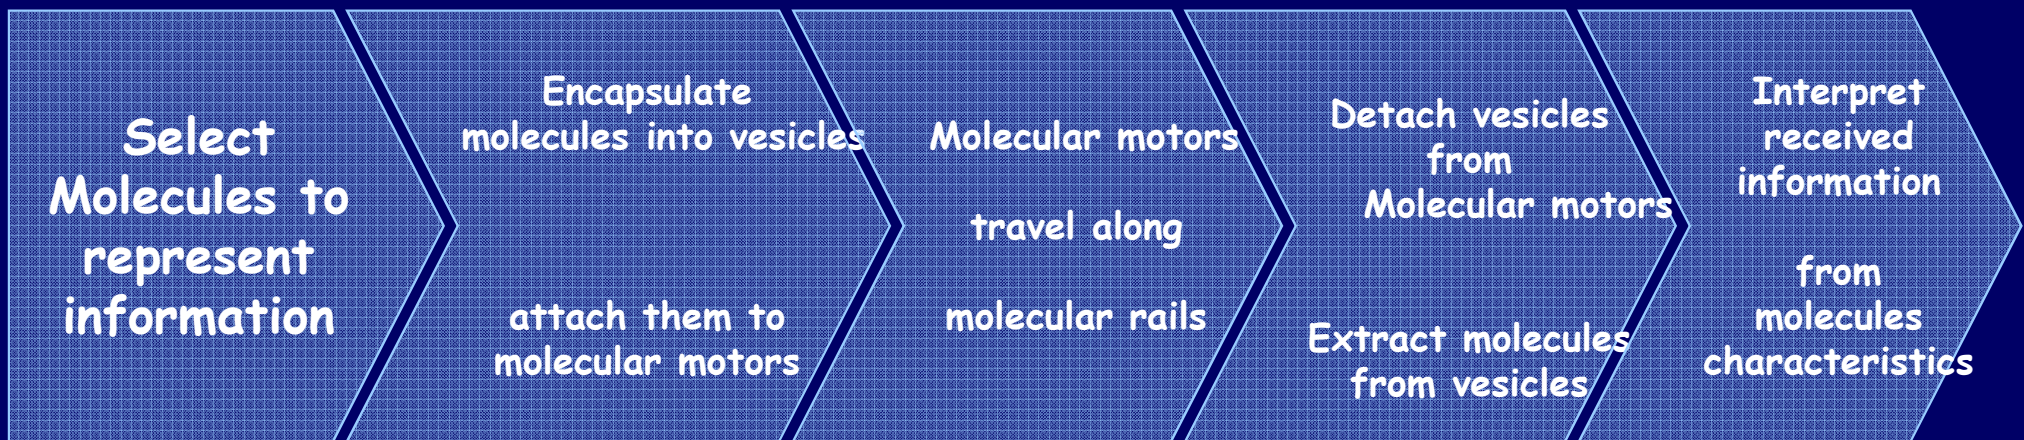 Select
Molecules to
represent
information
Encapsulate
molecules into vesicles
attach them to
molecular motors
Molecular motors
travel along
molecular rails
Detach vesicles
from
Molecular motors
Extract molecules
from vesicles
Interpret
received
information
from
molecules
characteristics